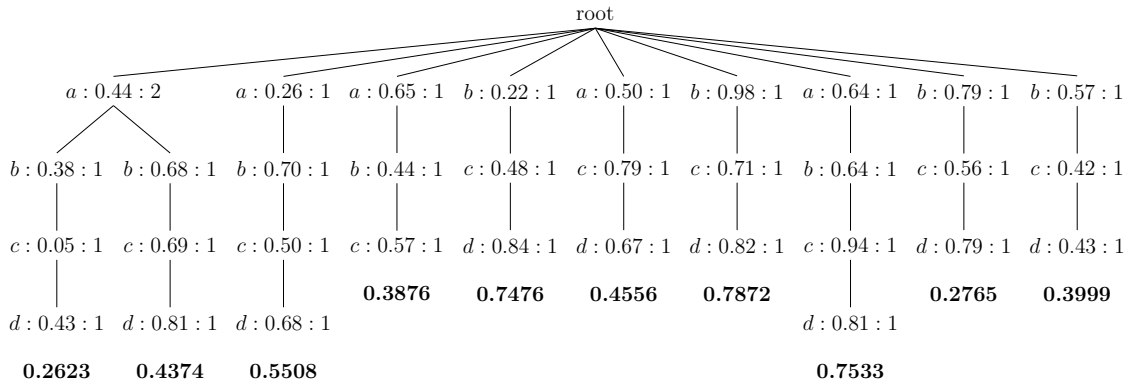 root
a : 0.44 : 2 a : 0.26 : 1 a : 0.65 : 1 b : 0.22 : 1 a : 0.50 : 1 b : 0.98 : 1 a : 0.64 : 1 b : 0.79 : 1 b : 0.57 : 1
b : 0.38 : 1 b : 0.68 : 1 b : 0.70 : 1 b : 0.44 : 1 c : 0.48 : 1 c : 0.79 : 1 c : 0.71 : 1 b : 0.64 : 1 c : 0.56 : 1 c : 0.42 : 1
c : 0.05 : 1 c : 0.69 : 1 c : 0.50 : 1 c : 0.57 : 1 d : 0.84 : 1 d : 0.67 : 1 d : 0.82 : 1 c : 0.94 : 1 d : 0.79 : 1 d : 0.43 : 1
0.3876 0.7476 0.4556 0.7872 0.2765 0.3999
d : 0.43 : 1 d : 0.81 : 1 d : 0.68 : 1 d : 0.81 : 1
0.2623 0.4374 0.5508 0.7533